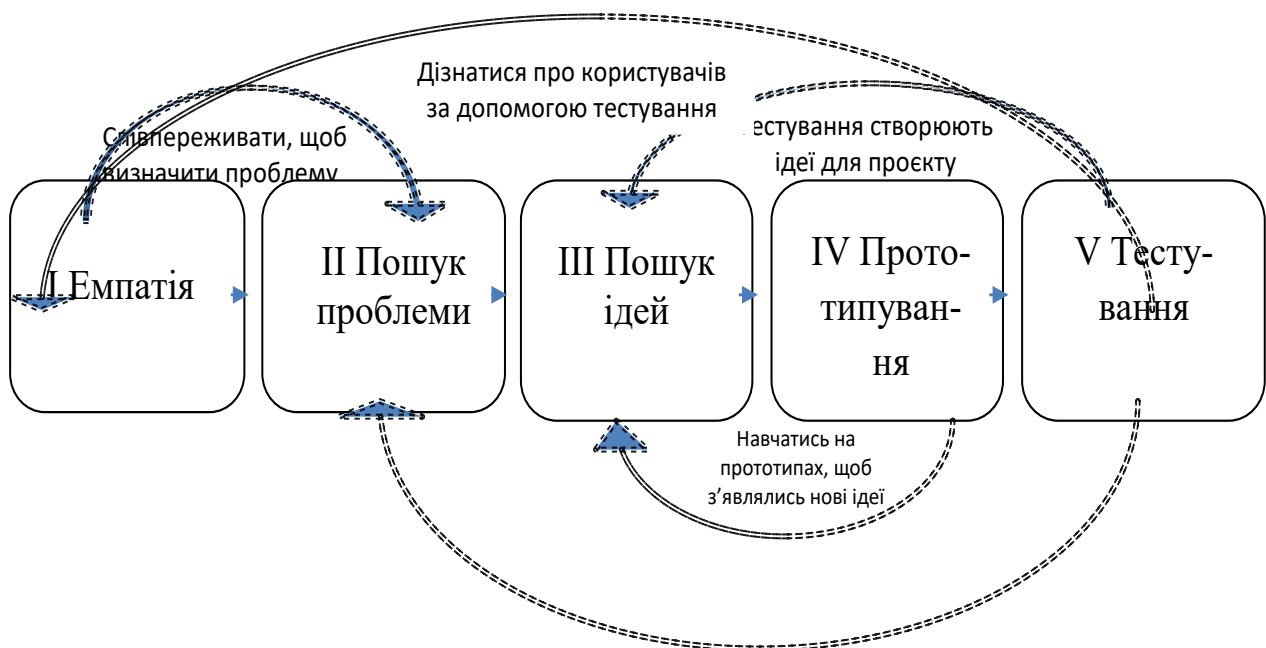 Дізнатися про користувачів
за допомогою тестування
Співпереживати, щоб
визначити проблему
естування створюють
ідеї для проєкту
I Емпатія
II Пошук
проблеми
III Пошук
ідей
IV Прото-
типуван-
ня
V Тесту-
вання
Навчатись на
прототипах, щоб
з’являлись нові ідеї